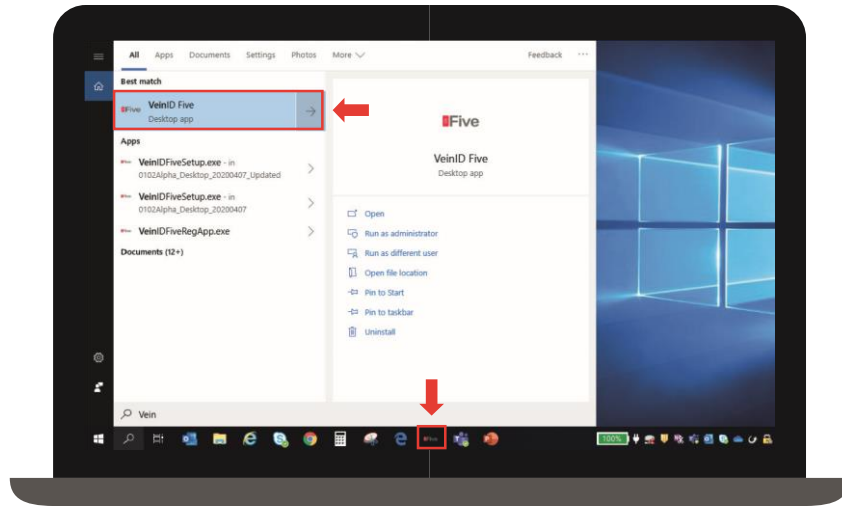 All Apps Documents Settings Photos More Feedback ...
Best match
Five VeinID Five
Desktop app
Apps
VeinIDFiveSetup.exe - in
0102Alpha_Desktop_20200407_Updated
VeinIDFiveSetup.exe - in
0102Alpha_Desktop_20200407
VeinIDFiveRegApp.exe
Documents (12+)
Five
VeinID Five
Desktop app
Open
Run as administrator
Run as different user
Open file location
Pin to Start
Pin to taskbar
Uninstall
Vein
Five
100%